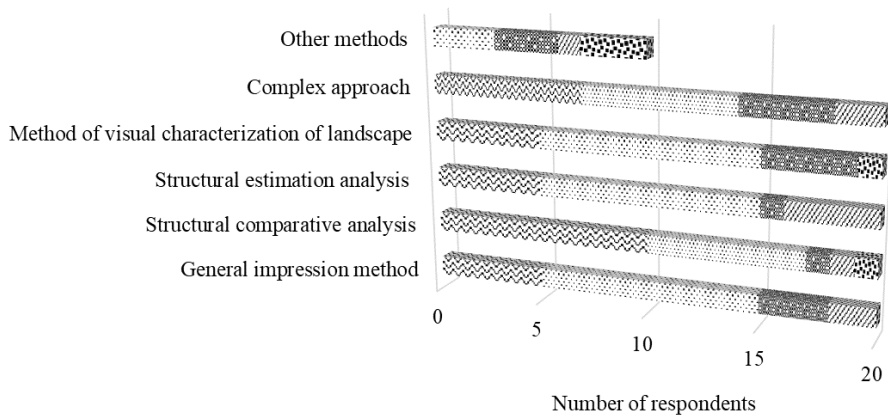 Other methods
Complex approach
Method of visual characterization of landscape
Structural estimation analysis
Structural comparative analysis
General impression method
0
5
10
15
20
Number of respondents